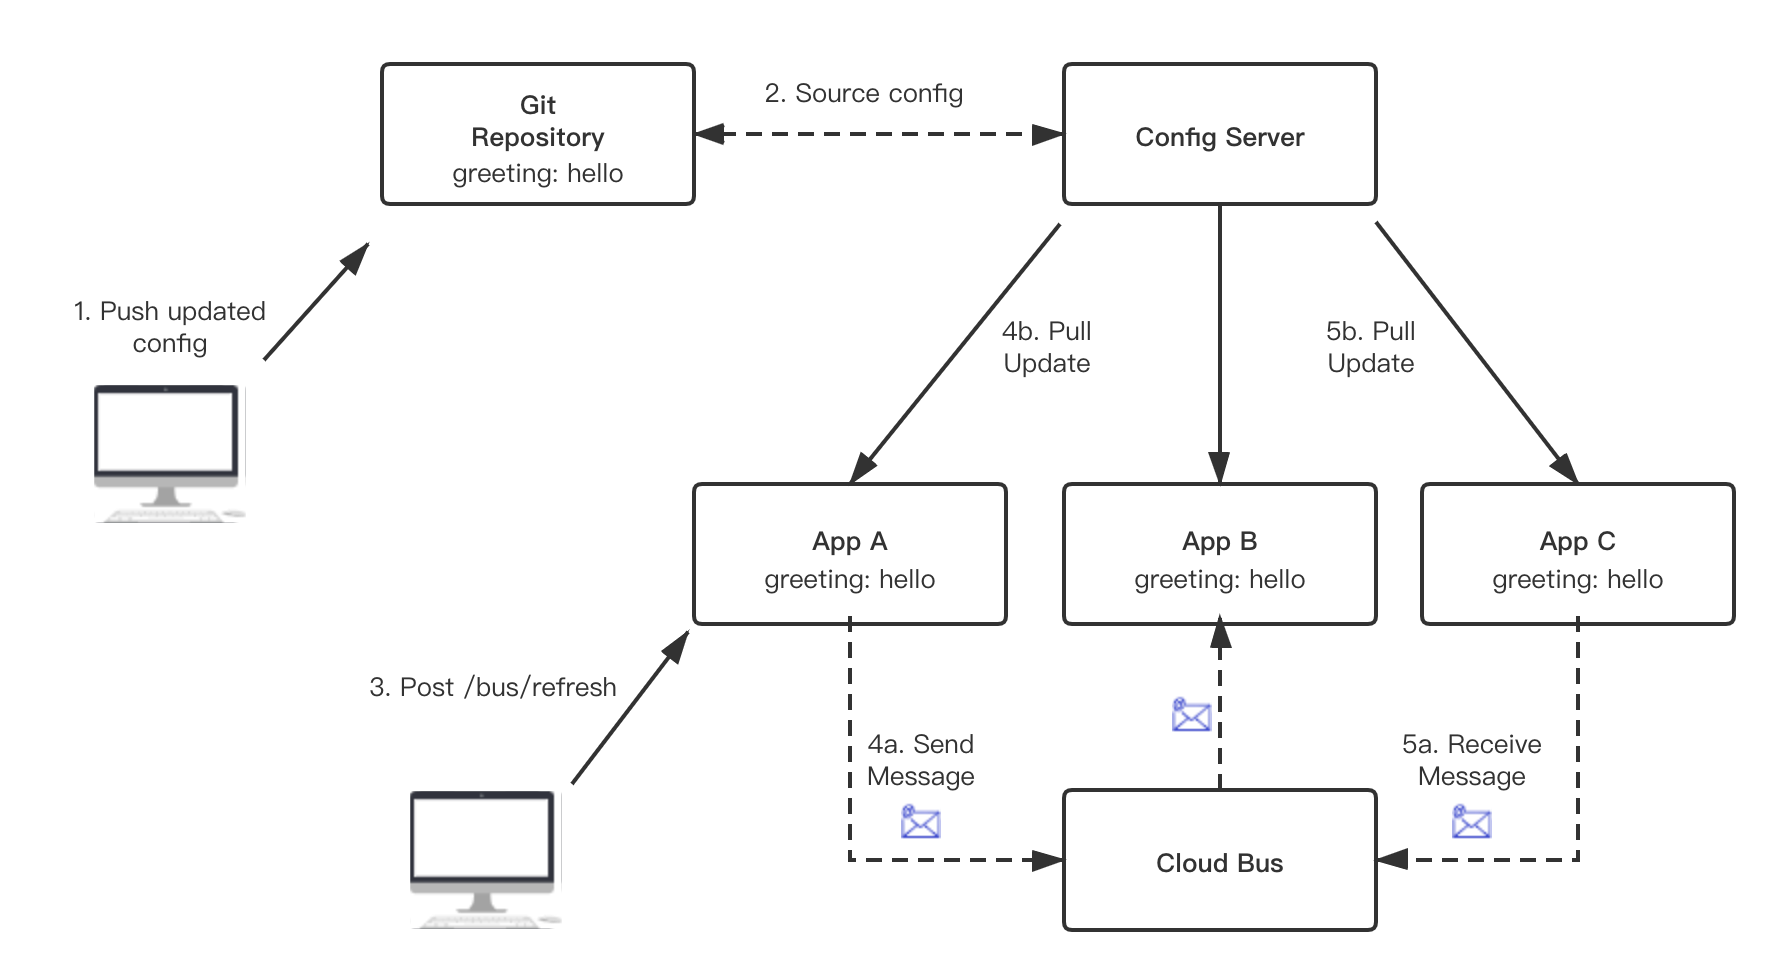 Git
Repository
greeting: hello
2. Source config
Config Server
1. Push updated
config
4b. Pull
Update
5b. Pull
Update
App A
greeting: hello
App B
greeting: hello
App C
greeting: hello
3. Post /bus/refresh
4a. Send
Message
5a. Receive
Message
Cloud Bus